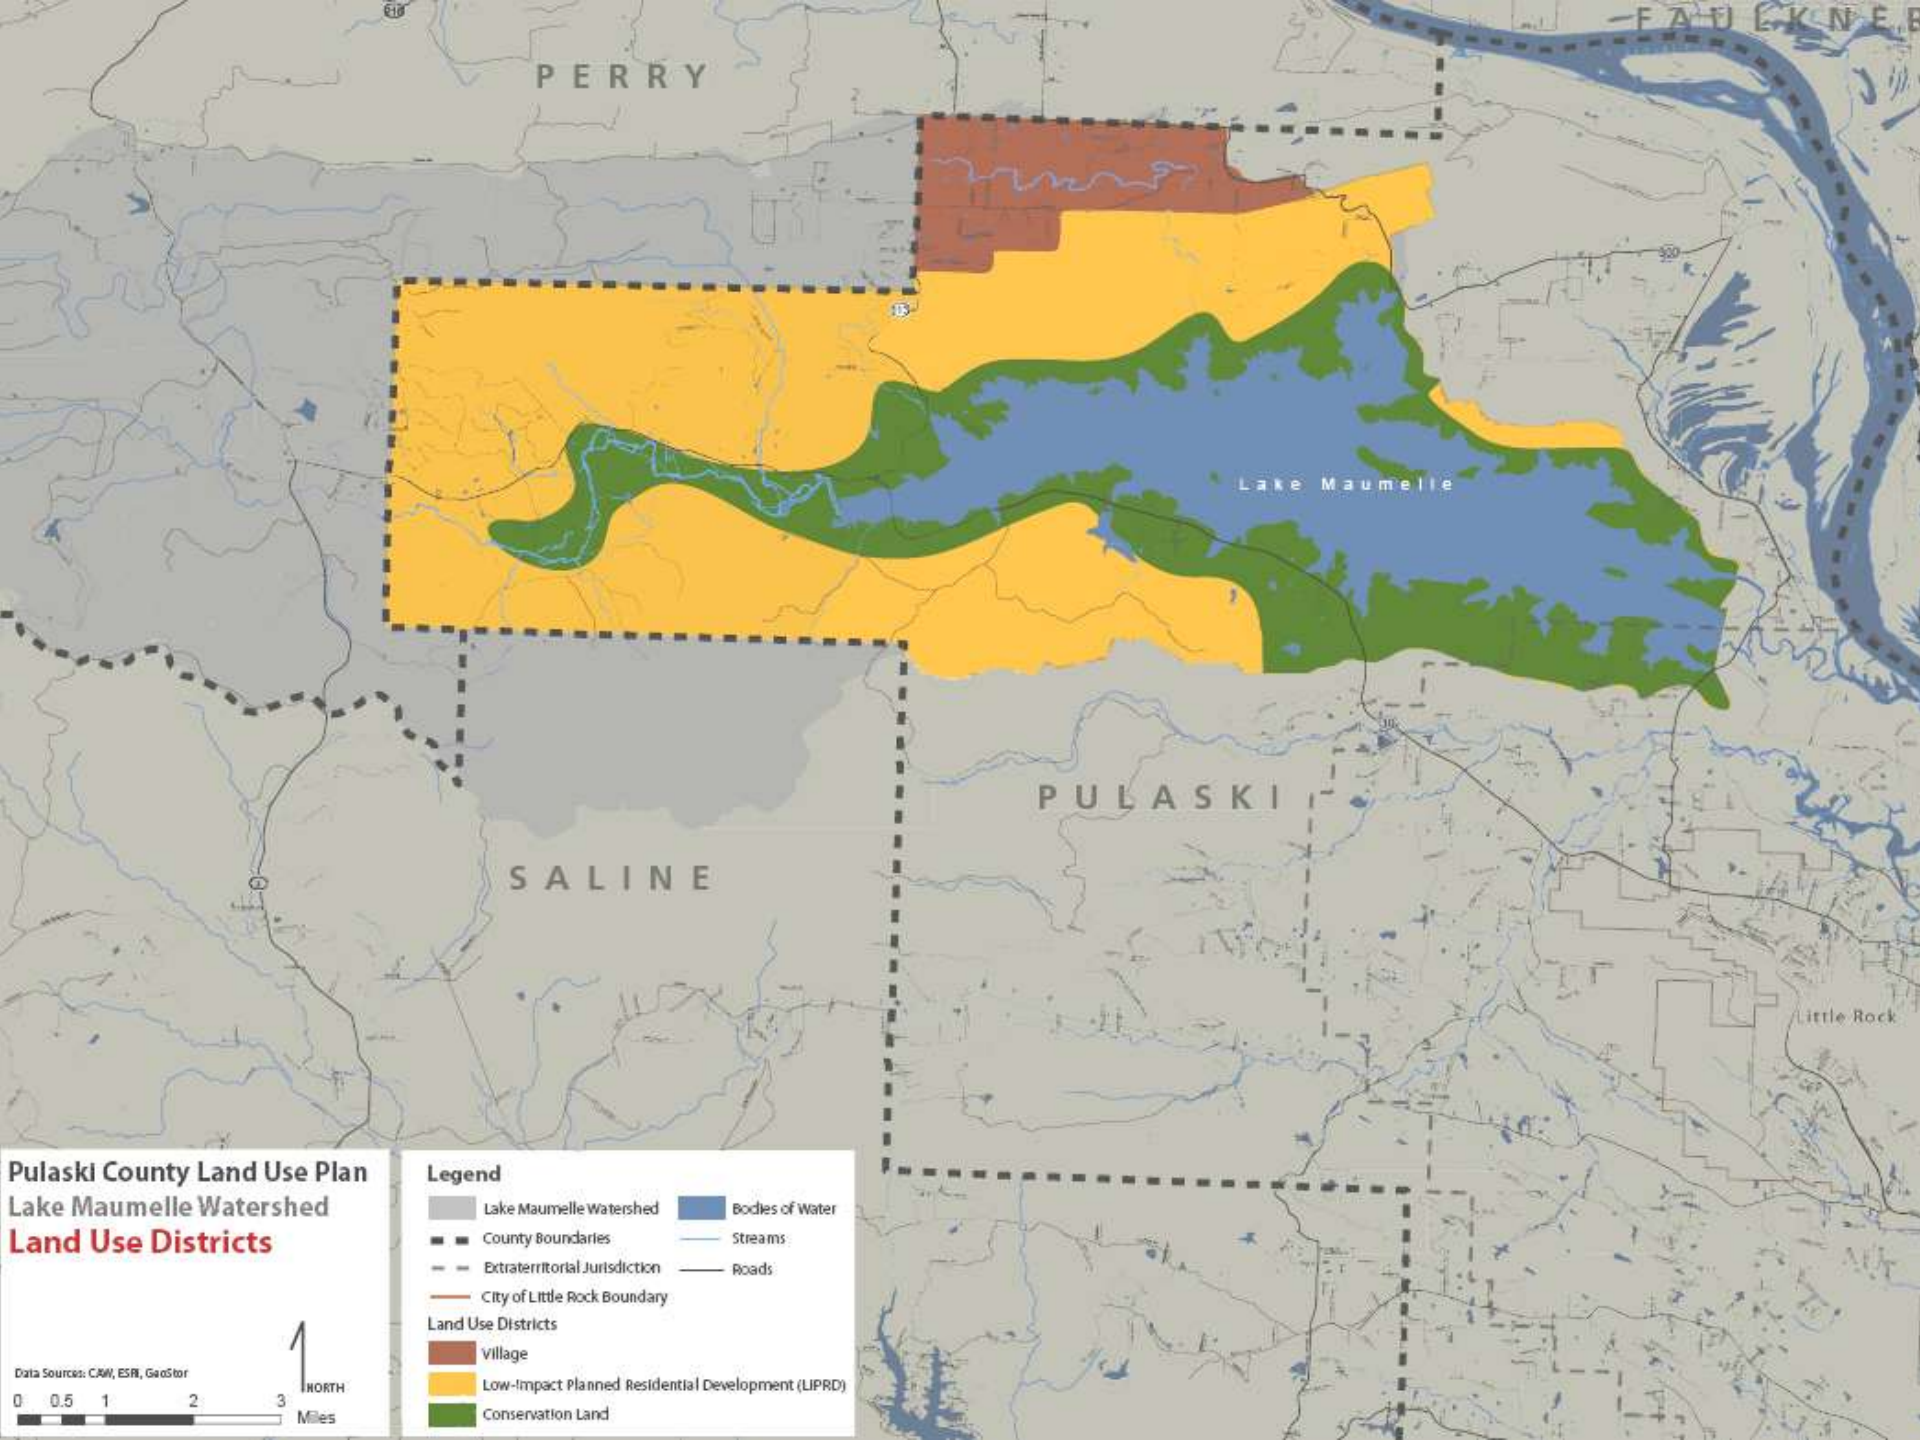 FAULKNER
PERRY
300
113
Lake Maumelle
10
PULASKI
SALINE
Little Rock
Pulaski County Land Use Plan
Lake Maumelle Watershed
Land Use Districts
Data Sources: CAW, ESRI, GeoStor
NORTH
0 0.5 1 2 3
Miles
Legend
Lake Maumelle Watershed
Bodies of Water
County Boundaries
Streams
Extraterritorial Jurisdiction
Roads
City of Little Rock Boundary
Land Use Districts
Village
Low-Impact Planned Residential Development (LIPRD)
Conservation Land